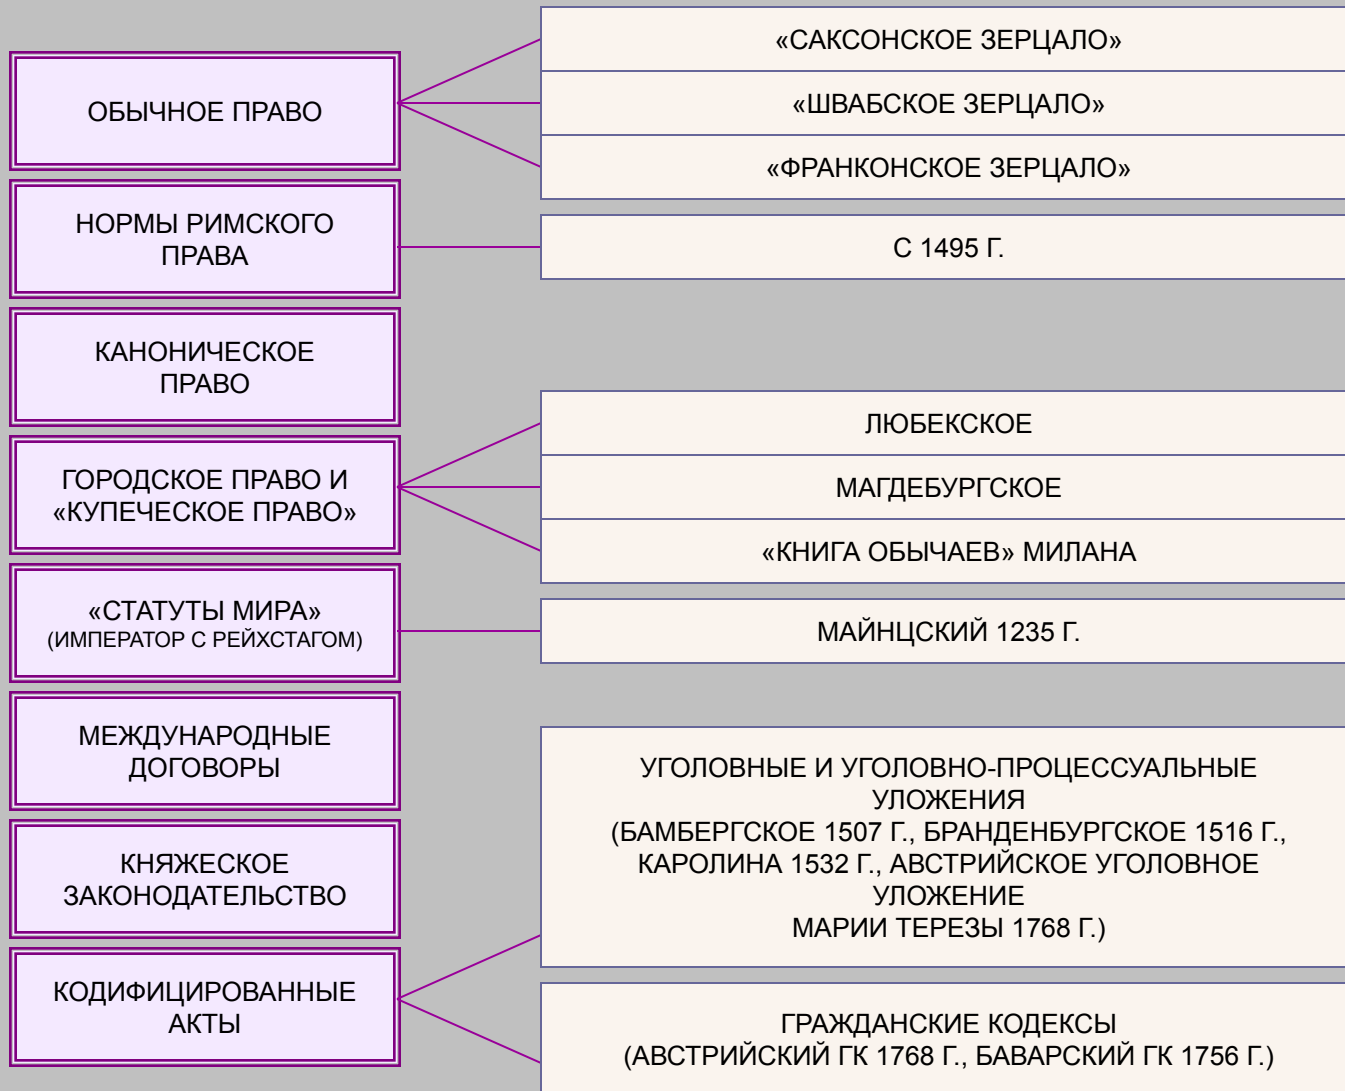 ОБЫЧНОЕ ПРАВО
«САКСОНСКОЕ ЗЕРЦАЛО»
«ШВАБСКОЕ ЗЕРЦАЛО»
«ФРАНКОНСКОЕ ЗЕРЦАЛО»
НОРМЫ РИМСКОГО
ПРАВА
С 1495 Г.
КАНОНИЧЕСКОЕ
ПРАВО
ГОРОДСКОЕ ПРАВО И
«КУПЕЧЕСКОЕ ПРАВО»
ЛЮБЕКСКОЕ
МАГДЕБУРГСКОЕ
«КНИГА ОБЫЧАЕВ» МИЛАНА
«СТАТУТЫ МИРА»
(ИМПЕРАТОР С РЕЙХСТАГОМ)
МАЙНЦСКИЙ 1235 Г.
МЕЖДУНАРОДНЫЕ
ДОГОВОРЫ
КНЯЖЕСКОЕ
ЗАКОНОДАТЕЛЬСТВО
КОДИФИЦИРОВАННЫЕ
АКТЫ
УГОЛОВНЫЕ И УГОЛОВНО-ПРОЦЕССУАЛЬНЫЕ
УЛОЖЕНИЯ
(БАМБЕРГСКОЕ 1507 Г., БРАНДЕНБУРГСКОЕ 1516 Г.,
КАРОЛИНА 1532 Г., АВСТРИЙСКОЕ УГОЛОВНОЕ
УЛОЖЕНИЕ
МАРИИ ТЕРЕЗЫ 1768 Г.)
ГРАЖДАНСКИЕ КОДЕКСЫ
(АВСТРИЙСКИЙ ГК 1768 Г., БАВАРСКИЙ ГК 1756 Г.)